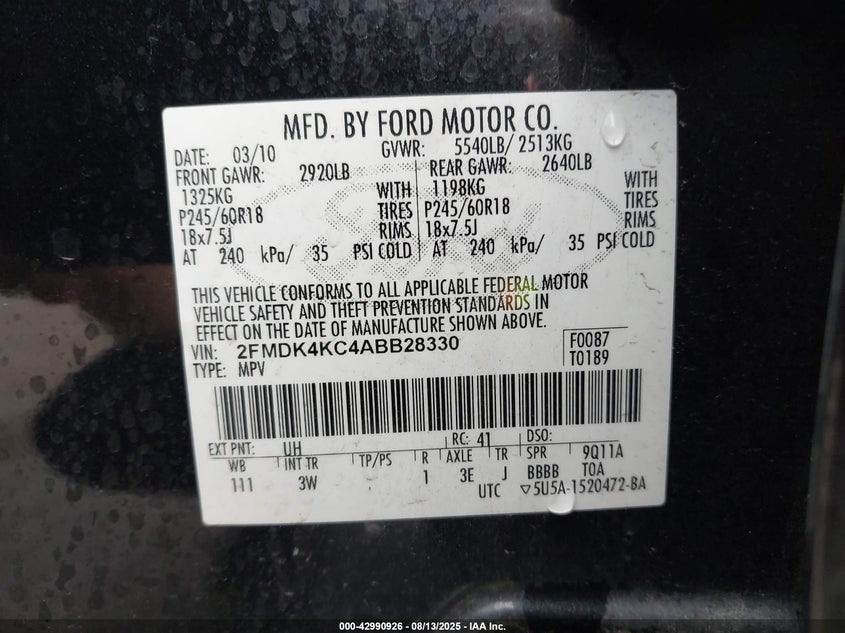 MFD. BY FORD MOTOR CO.
DATE: 03/10 GVWR: 5540LB/ 2513KG
FRONT GAWR: 2920LB REAR GAWR: 2640LB
1325KG WITH 1198KG WITH
P245/60R18 TIRES P245/60R18 TIRES
18x7.5J RIMS 18x7.5J RIMS
AT 240 kPa/ 35 PSI COLD AT 240 kPa/ 35 PSI COLD
THIS VEHICLE CONFORMS TO ALL APPLICABLE FEDERAL MOTOR
VEHICLE SAFETY AND THEFT PREVENTION STANDARDS IN
EFFECT ON THE DATE OF MANUFACTURE SHOWN ABOVE.
VIN: 2FMDK4KC4ABB28330 F0087
TYPE: MPV T0189
EXT PNT: UH RC: 41 DSO:
WB INT TR TP/PS R AXLE TR SPR 9Q11A
111 3W . 1 3E J BBBB TOA
UTC ▽5U5A-1520472-BA
000-42990926 - 08/13/2025 - IAA Inc.